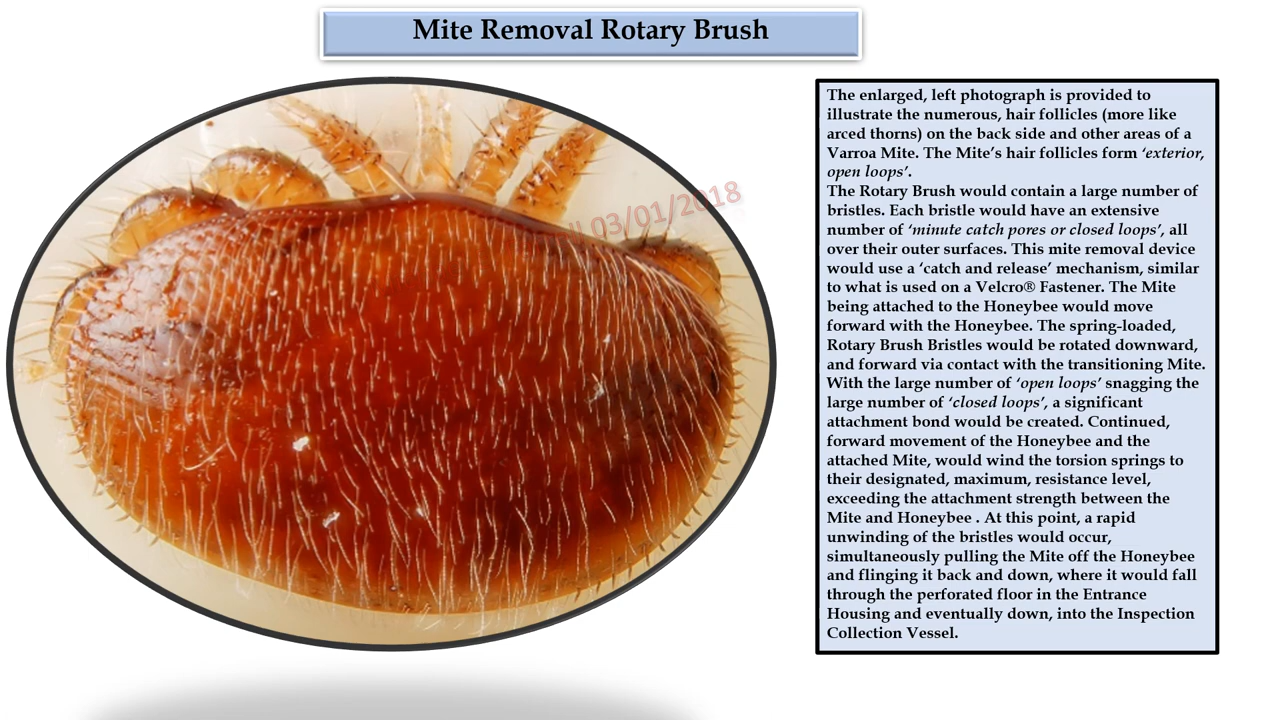 Mite Removal Rotary Brush
The enlarged, left photograph is provided to
illustrate the numerous, hair follicles (more like
arced thorns) on the back side and other areas of a
Varroa Mite. The Mite's hair follicles form 'exterior,
open loops'.
The Rotary Brush would contain a large number of
bristles. Each bristle would have an extensive
number of 'minute catch pores or closed loops', all
over their outer surfaces. This mite removal device
would use a 'catch and release' mechanism, similar
to what is used on a Velcro® Fastener. The Mite
being attached to the Honeybee would move
forward with the Honeybee. The spring-loaded,
Rotary Brush Bristles would be rotated downward,
and forward via contact with the transitioning Mite.
With the large number of 'open loops' snagging the
large number of 'closed loops', a significant
attachment bond would be created. Continued,
forward movement of the Honeybee and the
attached Mite, would wind the torsion springs to
their designated, maximum, resistance level,
exceeding the attachment strength between the
Mite and Honeybee . At this point, a rapid
unwinding of the bristles would occur,
simultaneously pulling the Mite off the Honeybee
and flinging it back and down, where it would fall
through the perforated floor in the Entrance
Housing and eventually down, into the Inspection
Collection Vessel.
03/01/2018